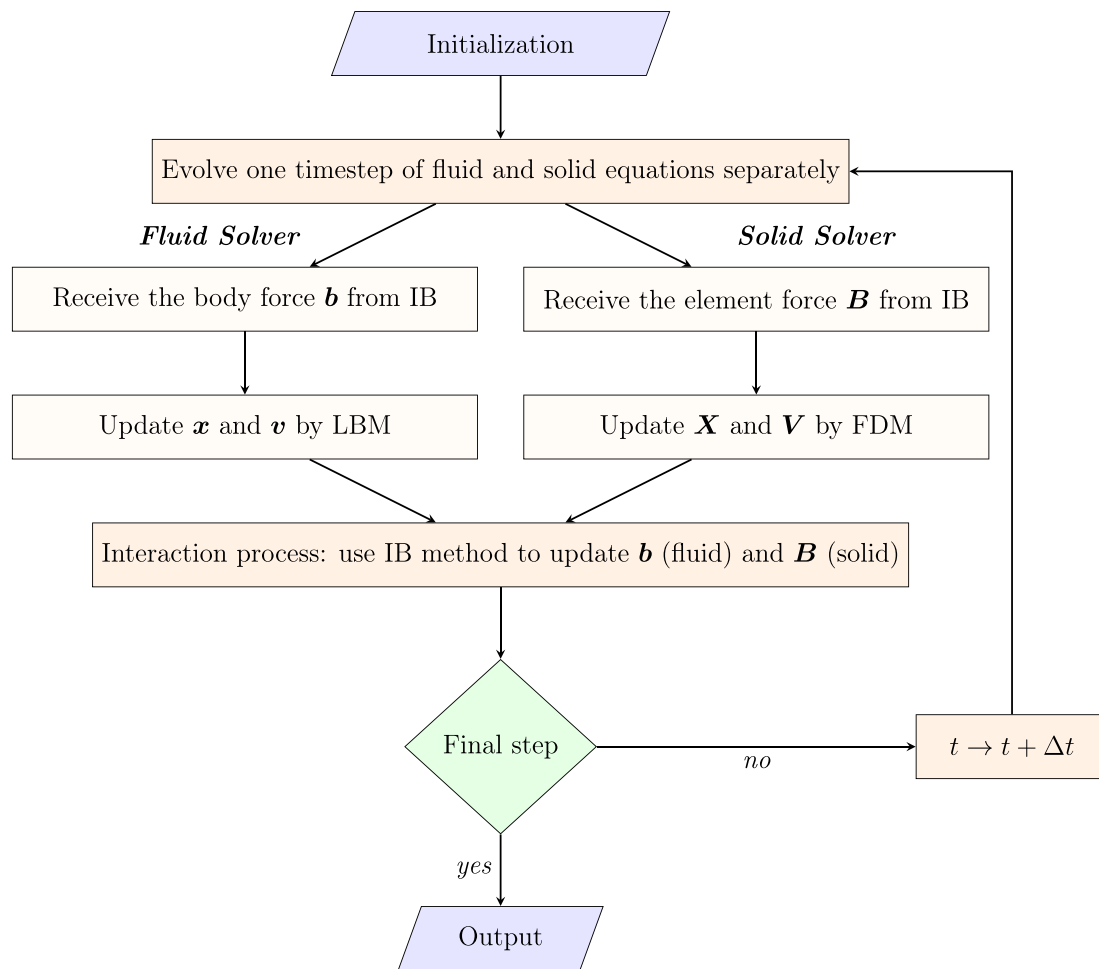 Initialization
Evolve one timestep of fluid and solid equations separately
Fluid Solver
Solid Solver
Receive the body force b from IB
Receive the element force B from IB
Update x and v by LBM
Update X and V by FDM
Interaction process: use IB method to update b (fluid) and B (solid)
Final step
no
t → t + Δt
yes
Output